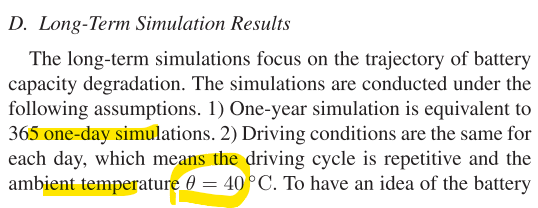 D. Long-Term Simulation Results
The long-term simulations focus on the trajectory of battery
capacity degradation. The simulations are conducted under the
following assumptions. 1) One-year simulation is equivalent to
365 one-day simulations. 2) Driving conditions are the same for
each day, which means the driving cycle is repetitive and the
ambient temperature θ = 40 °C. To have an idea of the battery